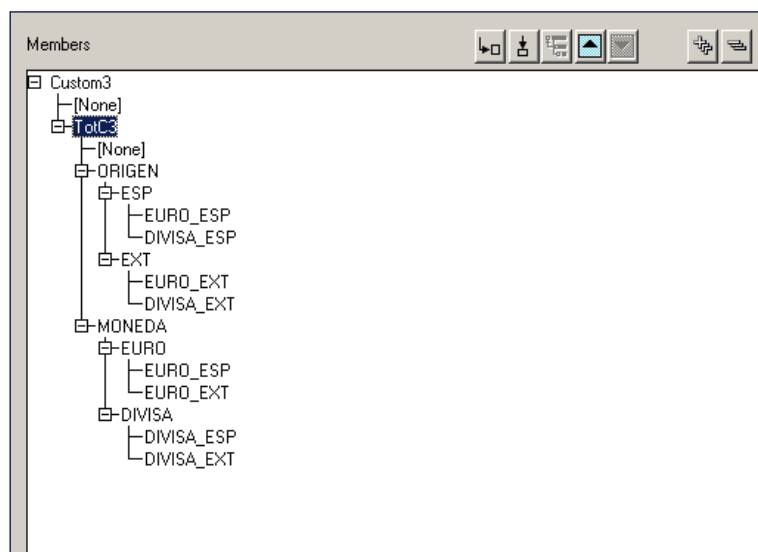 Members
Custom3
[None]
TotC3
[None]
ORIGEN
ESP
EURO_ESP
DIVISA_ESP
EXT
EURO_EXT
DIVISA_EXT
MONEDA
EURO
EURO_ESP
EURO_EXT
DIVISA
DIVISA_ESP
DIVISA_EXT